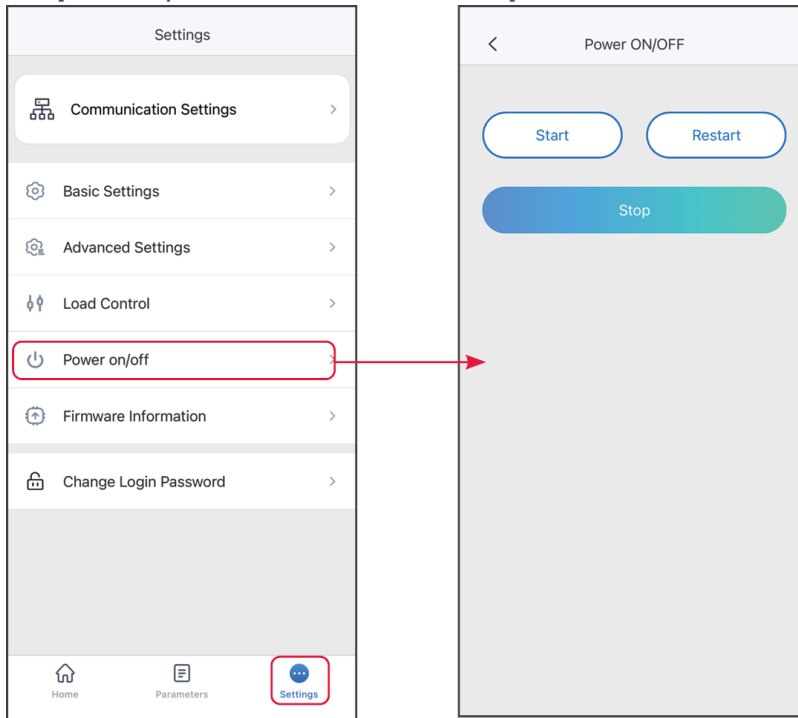 Settings
Communication Settings
Basic Settings
Advanced Settings
Load Control
Power on/off
Firmware Information
Change Login Password
Home
Parameters
Settings
Power ON/OFF
Start
Restart
Stop